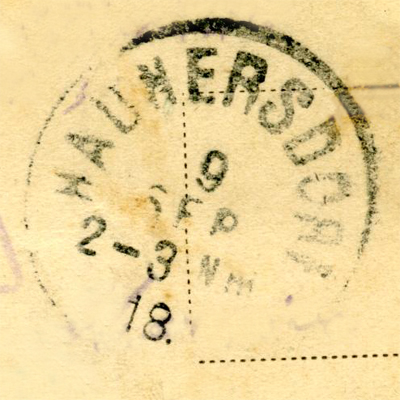 HAUNERSDORF
9
SEP
2-3 Nm
18.